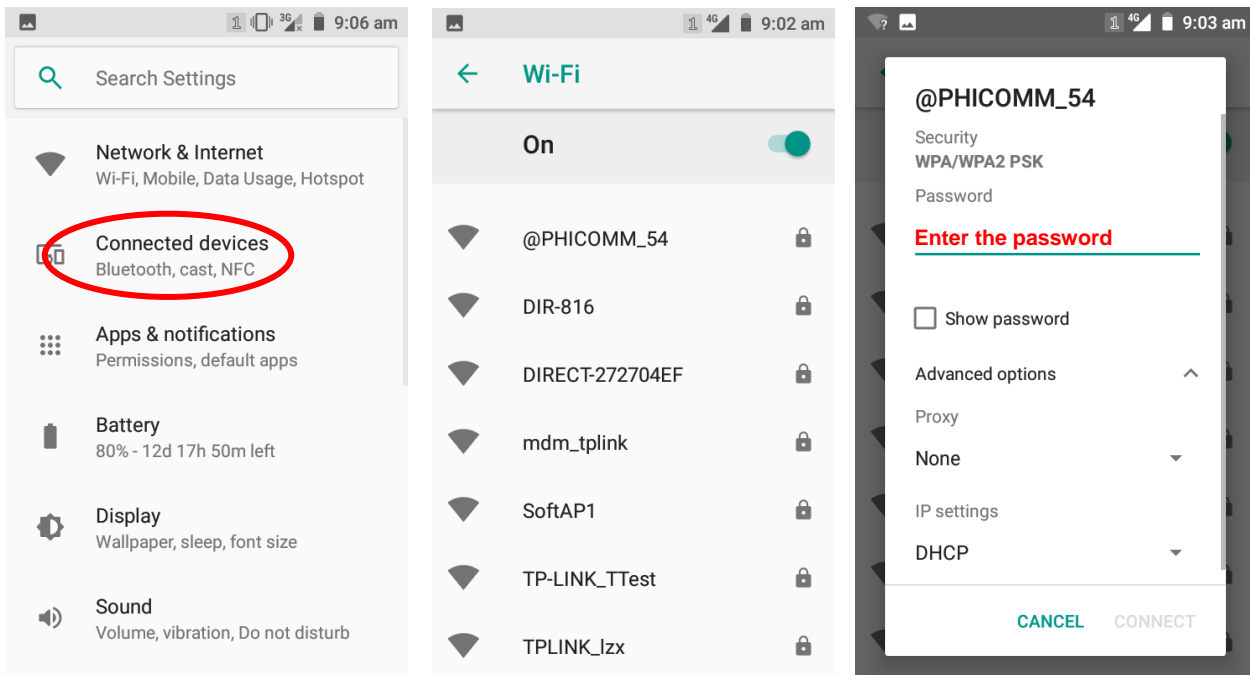 1 3G 9:06 am
Search Settings
Network & Internet
Wi-Fi, Mobile, Data Usage, Hotspot
Connected devices
Bluetooth, cast, NFC
Apps & notifications
Permissions, default apps
Battery
80% - 12d 17h 50m left
Display
Wallpaper, sleep, font size
Sound
Volume, vibration, Do not disturb
1 4G 9:02 am
Wi-Fi
On
@PHICOMM_54
DIR-816
DIRECT-272704EF
mdm_tplink
SoftAP1
TP-LINK_TTest
TPLINK_lzx
? 1 4G 9:03 am
@PHICOMM_54
Security
WPA/WPA2 PSK
Password
Enter the password
Show password
Advanced options
Proxy
None
IP settings
DHCP
CANCEL CONNECT